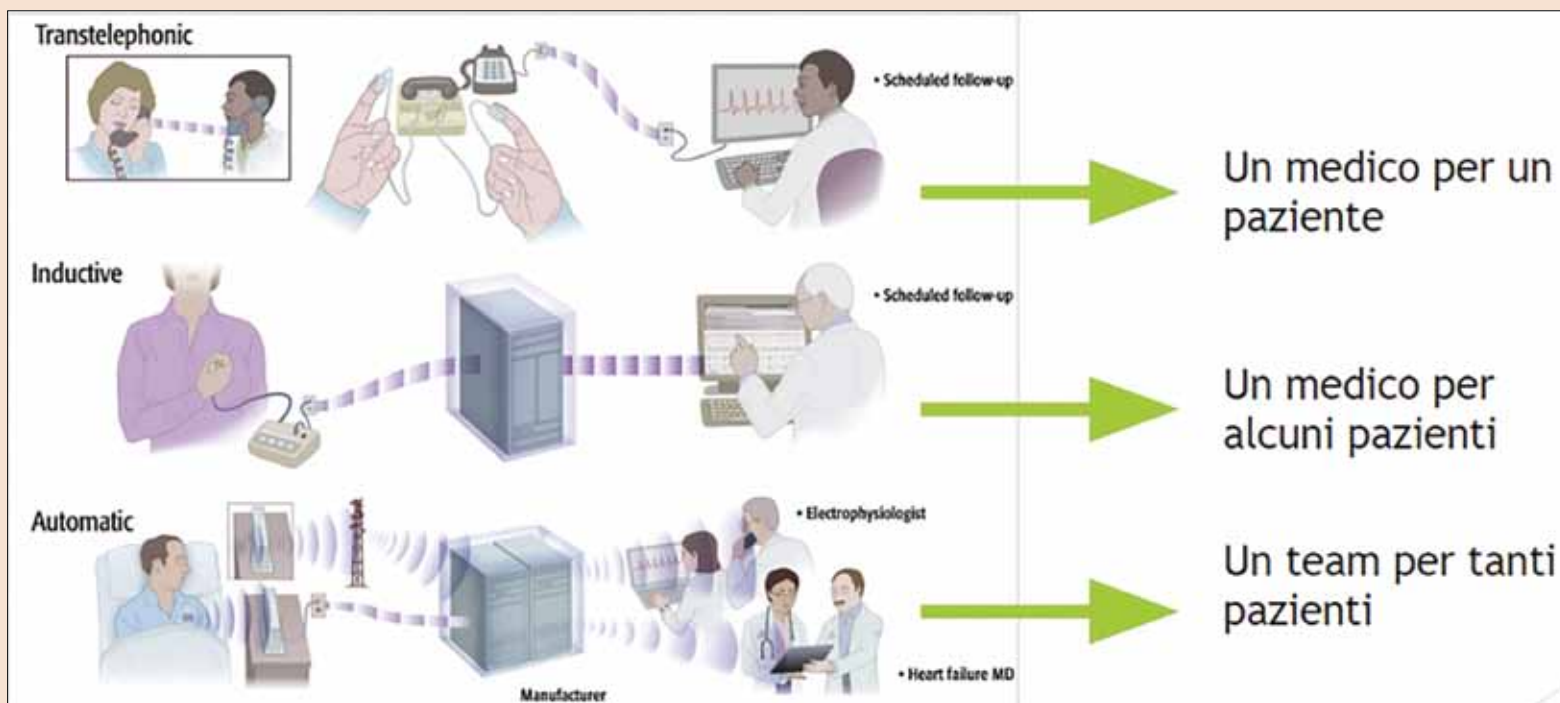 Transtelephonic
• Scheduled follow-up
Un medico per un
paziente
Inductive
• Scheduled follow-up
Un medico per
alcuni pazienti
Automatic
• Electrophysiologist
Un team per tanti
pazienti
• Heart failure MD
Manufacturer